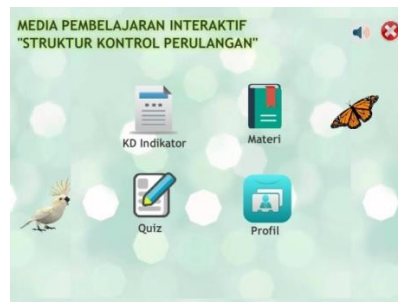 MEDIA PEMBELAJARAN INTERAKTIF
"STRUKTUR KONTROL PERULANGAN"
KD Indikator
Materi
Quiz
Profil